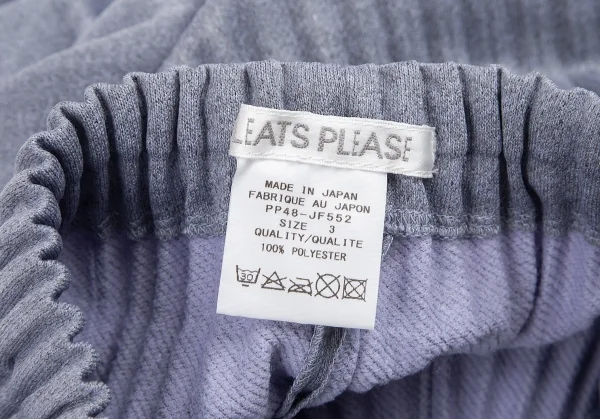 LEATS PLEASE
MADE IN JAPAN
FABRIQUE AU JAPON
PP48-JF552
SIZE 3
QUALITY/QUALITE
100% POLYESTER
30